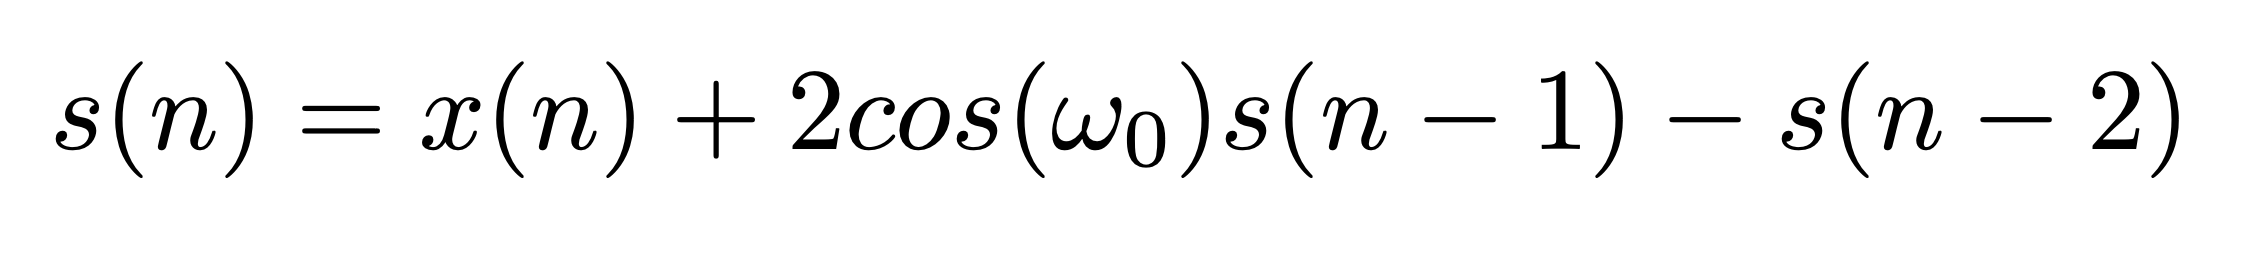 s(n) = x(n) + 2cos(ω₀)s(n − 1) − s(n − 2)